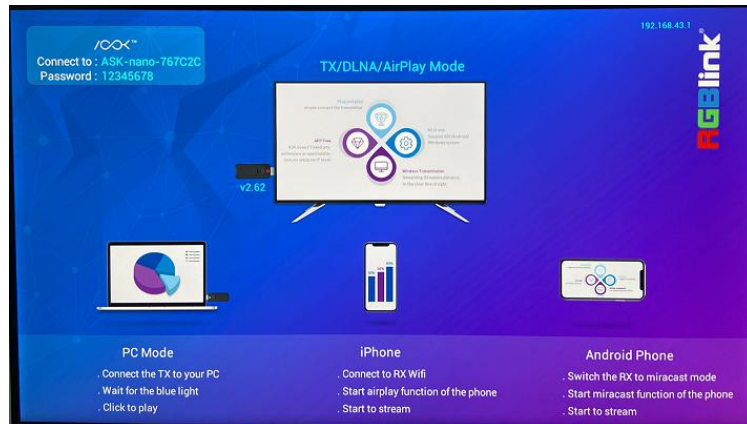 ASK™
Connect to : ASK-nano-767C2C
Password : 12345678
192.168.43.1
RGBlink
TX/DLNA/AirPlay Mode
v2.62
PC Mode
. Connect the TX to your PC
. Wait for the blue light
. Click to play
iPhone
. Connect to RX Wifi
. Start airplay function of the phone
. Start to stream
Android Phone
. Switch the RX to miracast mode
. Start miracast function of the phone
. Start to stream